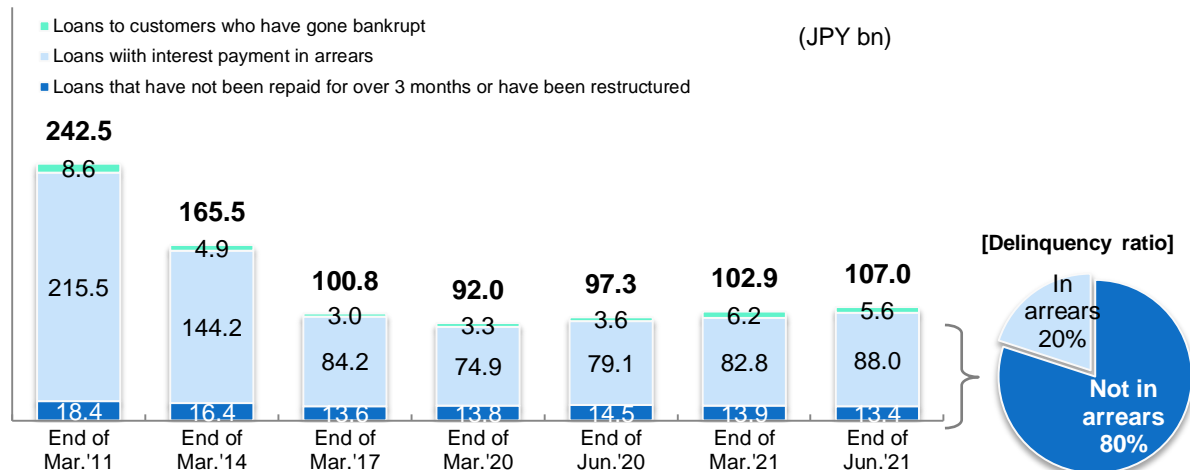 Loans to customers who have gone bankrupt
Loans wiith interest payment in arrears
Loans that have not been repaid for over 3 months or have been restructured
(JPY bn)
242.5
8.6
215.5
18.4
165.5
4.9
144.2
16.4
100.8
3.0
84.2
13.6
92.0
3.3
74.9
13.8
97.3
3.6
79.1
14.5
102.9
6.2
82.8
13.9
107.0
5.6
88.0
13.4
End of
Mar.'11
End of
Mar.'14
End of
Mar.'17
End of
Mar.'20
End of
Jun.'20
End of
Mar.'21
End of
Jun.'21
[Delinquency ratio]
In
arrears
20%
Not in
arrears
80%